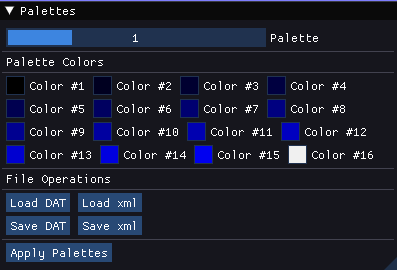 Palettes
1 Palette
Palette Colors
Color #1 Color #2 Color #3 Color #4
Color #5 Color #6 Color #7 Color #8
Color #9 Color #10 Color #11 Color #12
Color #13 Color #14 Color #15 Color #16
File Operations
Load DAT Load xml
Save DAT Save xml
Apply Palettes